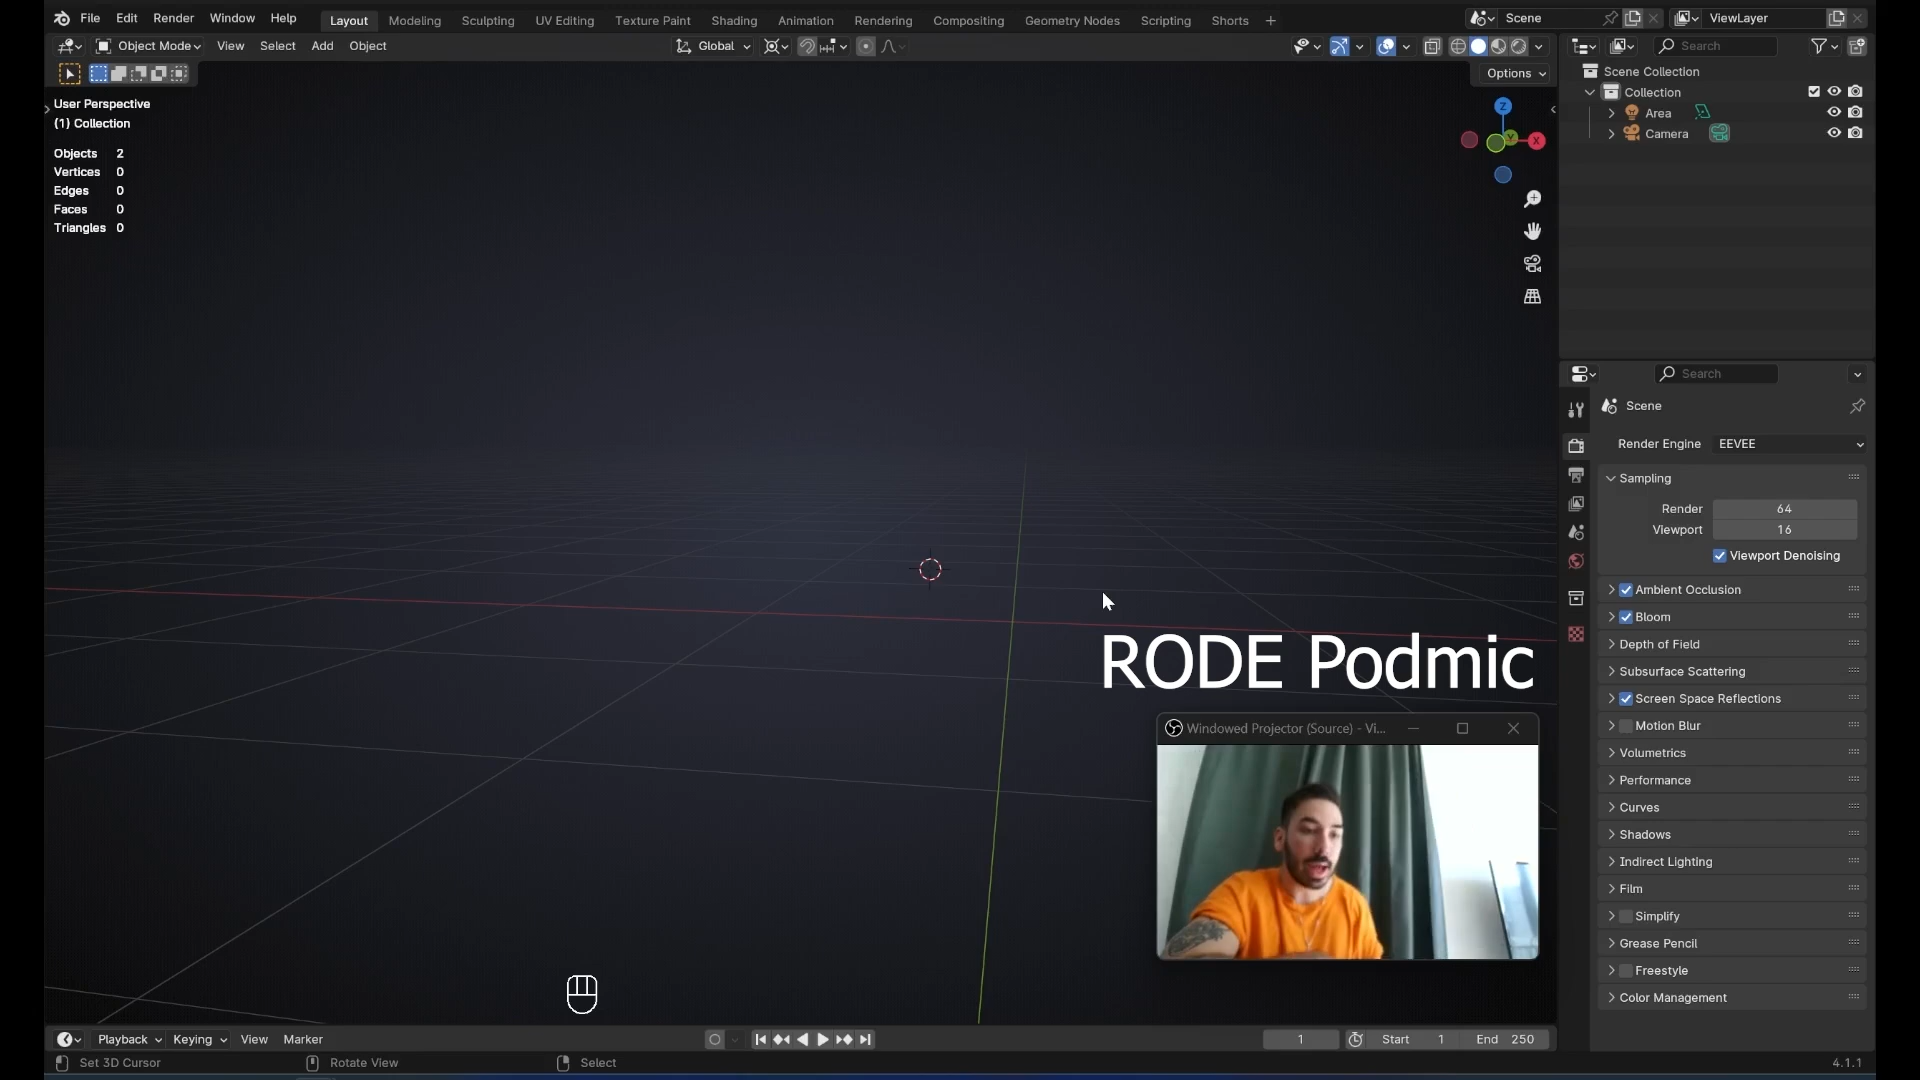 File Edit Render Window Help Layout Modeling Sculpting UV Editing Texture Paint Shading Animation Rendering Compositing Geometry Nodes Scripting Shorts + Scene ViewLayer
Object Mode View Select Add Object Global Search
Options
User Perspective
(1) Collection
Objects 2
Vertices 0
Edges 0
Faces 0
Triangles 0
Z
Y
X
Scene Collection
Collection
Area
Camera
Search
Scene
Render Engine EEVEE
Sampling
Render 64
Viewport 16
Viewport Denoising
Ambient Occlusion
Bloom
Depth of Field
Subsurface Scattering
Screen Space Reflections
Motion Blur
Volumetrics
Performance
Curves
Shadows
Indirect Lighting
Film
Simplify
Grease Pencil
Freestyle
Color Management
RODE Podmic
Windowed Projector (Source) - Vi...
Playback Keying View Marker 1 Start 1 End 250
Set 3D Cursor Rotate View Select 4.1.1